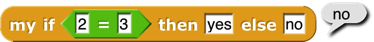 my if 2 = 3 then yes else no no